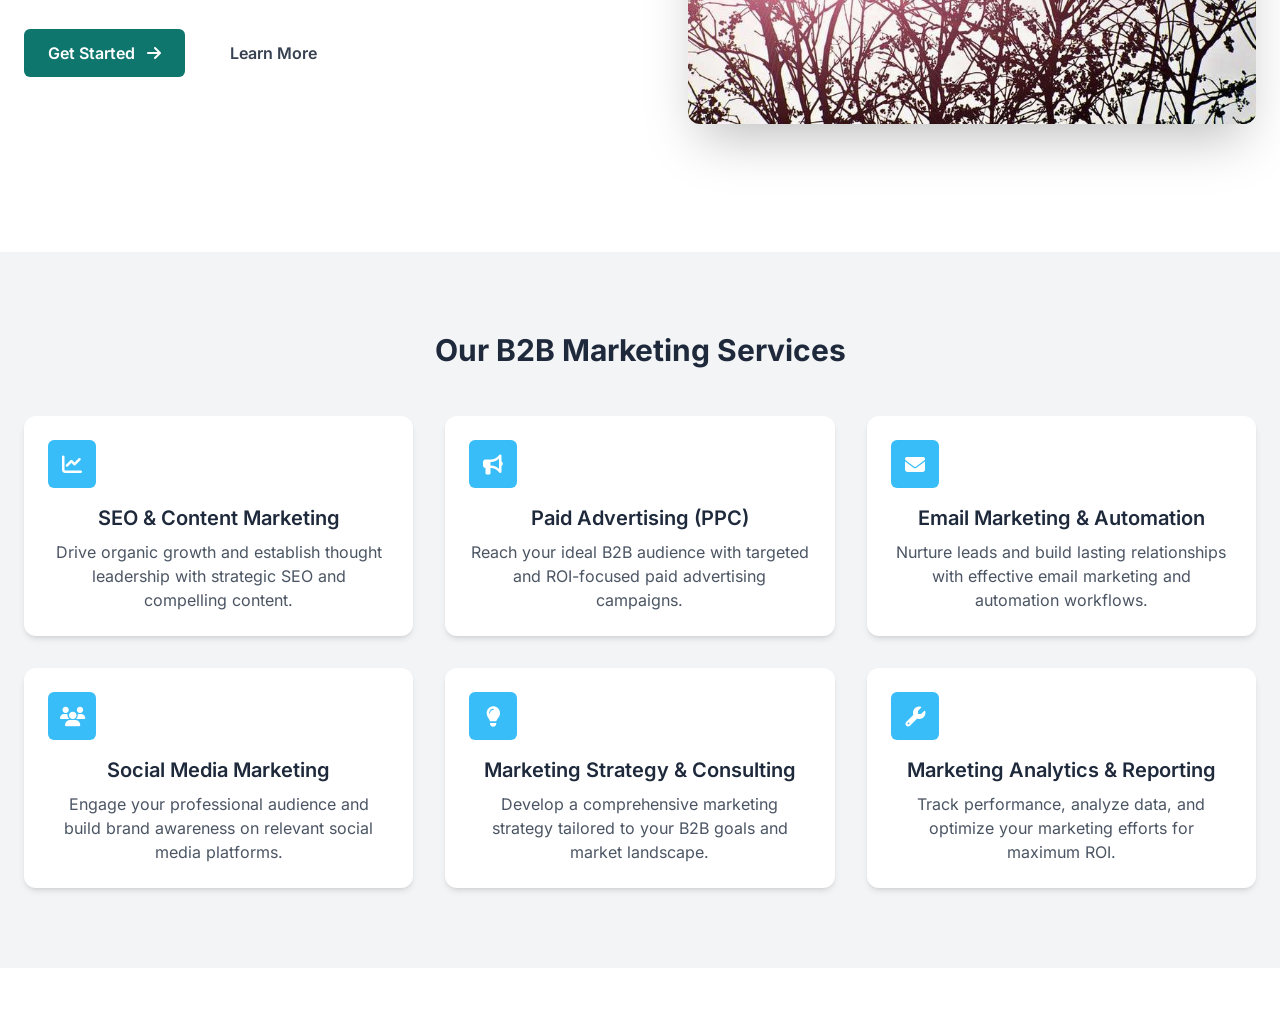 Get Started
Learn More
Our B2B Marketing Services
SEO & Content Marketing
Drive organic growth and establish thought
leadership with strategic SEO and
compelling content.
Paid Advertising (PPC)
Reach your ideal B2B audience with targeted
and ROI-focused paid advertising
campaigns.
Email Marketing & Automation
Nurture leads and build lasting relationships
with effective email marketing and
automation workflows.
Social Media Marketing
Engage your professional audience and
build brand awareness on relevant social
media platforms.
Marketing Strategy & Consulting
Develop a comprehensive marketing
strategy tailored to your B2B goals and
market landscape.
Marketing Analytics & Reporting
Track performance, analyze data, and
optimize your marketing efforts for
maximum ROI.